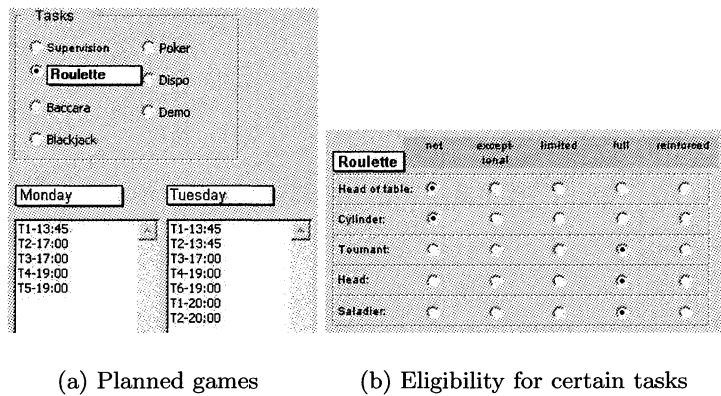 Tasks
Supervision Poker
Roulette Dispo
Baccara Demo
Blackjack
Monday Tuesday
T1-13:45 T1-13:45
T2-17:00 T2-13:45
T3-17:00 T3-17:00
T4-19:00 T4-19:00
T5-19:00 T6-19:00
T1-20:00
T2-20:00
Roulette not except- limited full reinforced
ional
Head of table:
Cylinder:
Tournant:
Head:
Saladier:
(a) Planned games (b) Eligibility for certain tasks